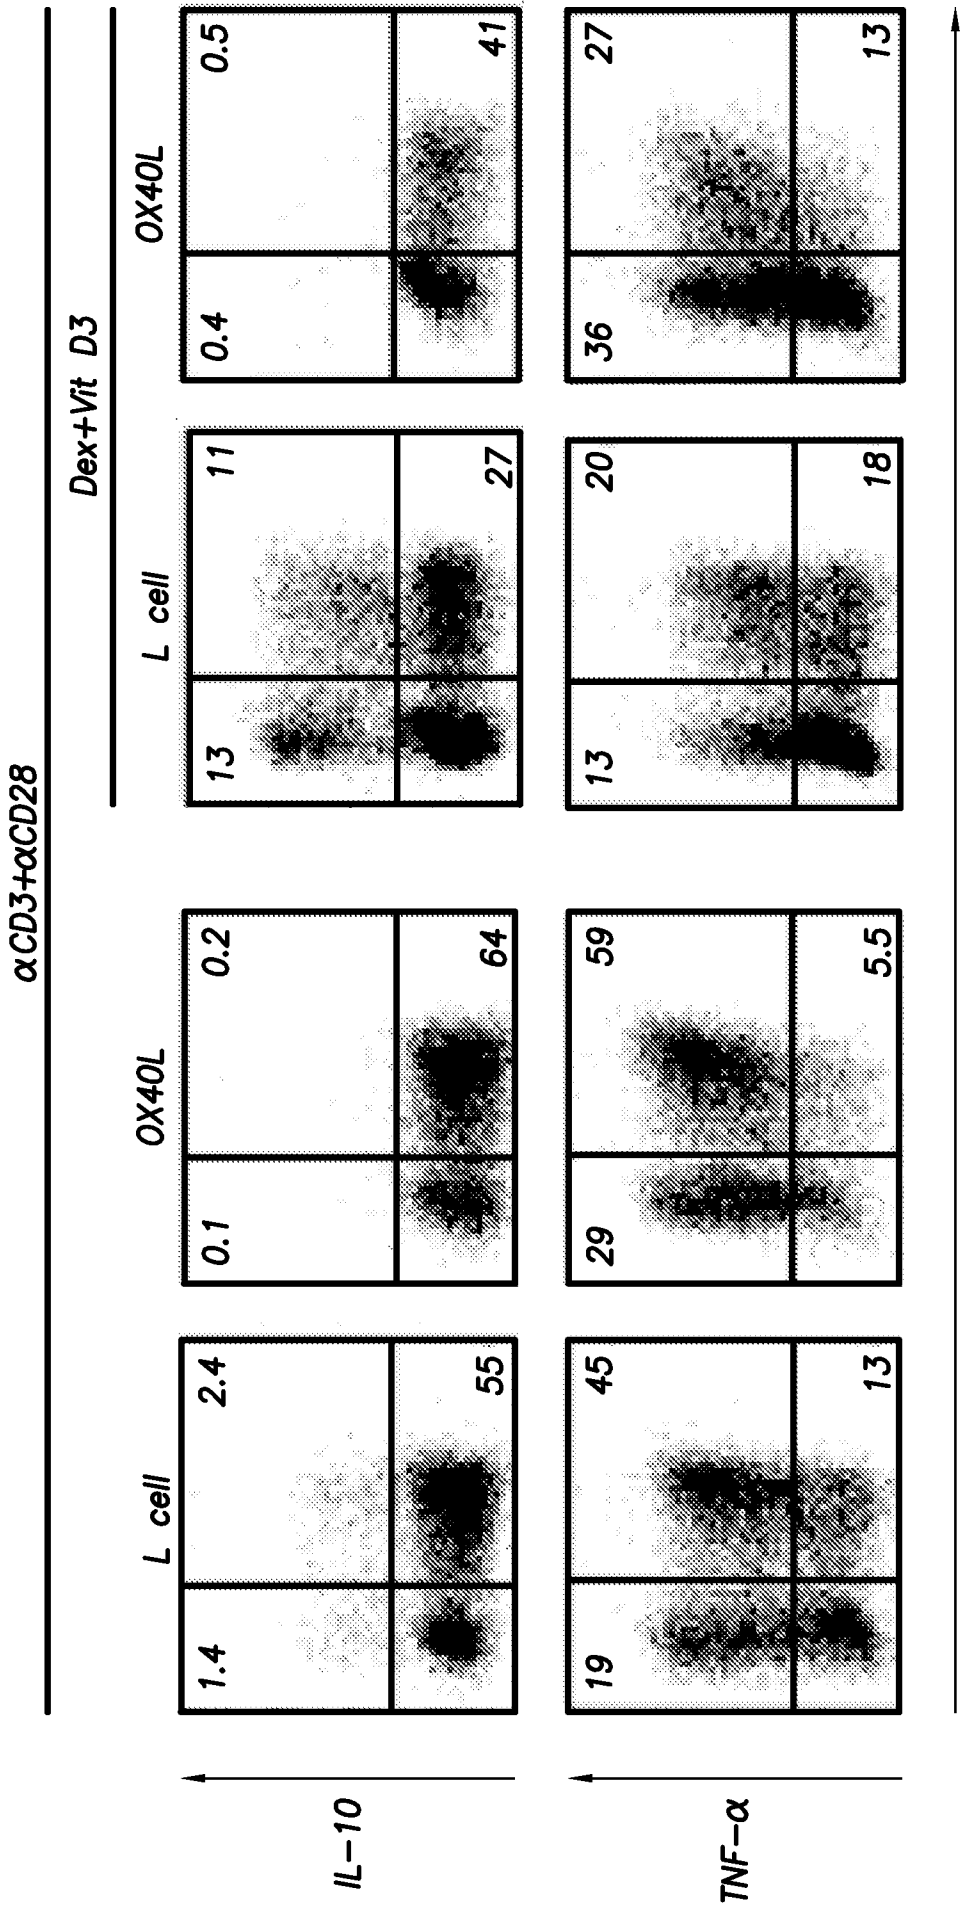 αCD3+αCD28
Dex+Vit D3
L cell OX40L L cell OX40L
IL-10
1.4 2.4 0.1 0.2 13 11 0.4 0.5
55 64 27 41
TNF-α
19 45 29 59 13 20 36 27
13 5.5 18 13